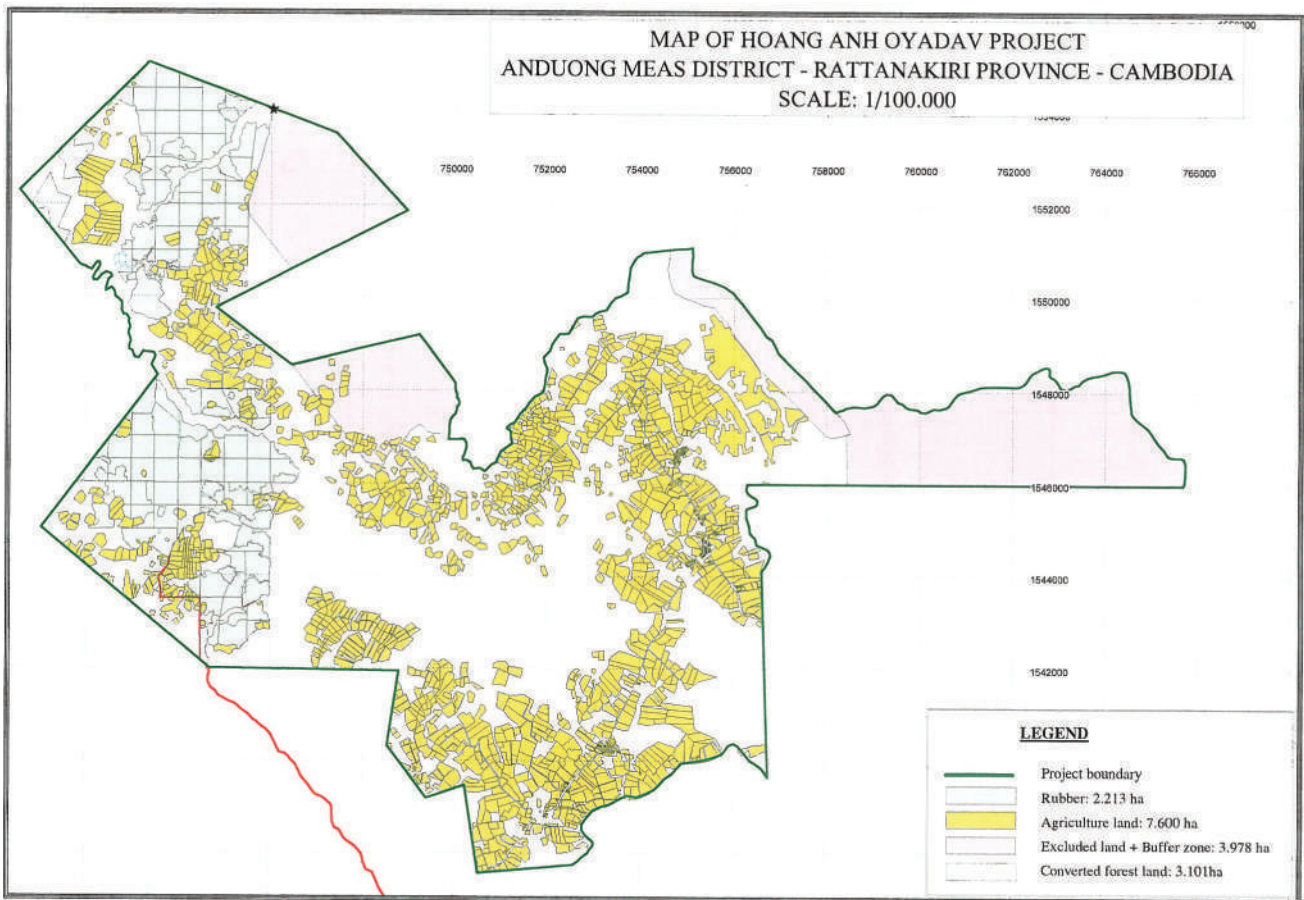 MAP OF HOANG ANH OYADAV PROJECT
ANDUONG MEAS DISTRICT - RATTANAKIRI PROVINCE - CAMBODIA
SCALE: 1/100.000
750000 752000 754000 756000 758000 760000 762000 764000 766000
1552000
1550000
1548000
1546000
1544000
1542000
LEGEND
Project boundary
Rubber: 2.213 ha
Agriculture land: 7.600 ha
Excluded land + Buffer zone: 3.978 ha
Converted forest land: 3.101ha